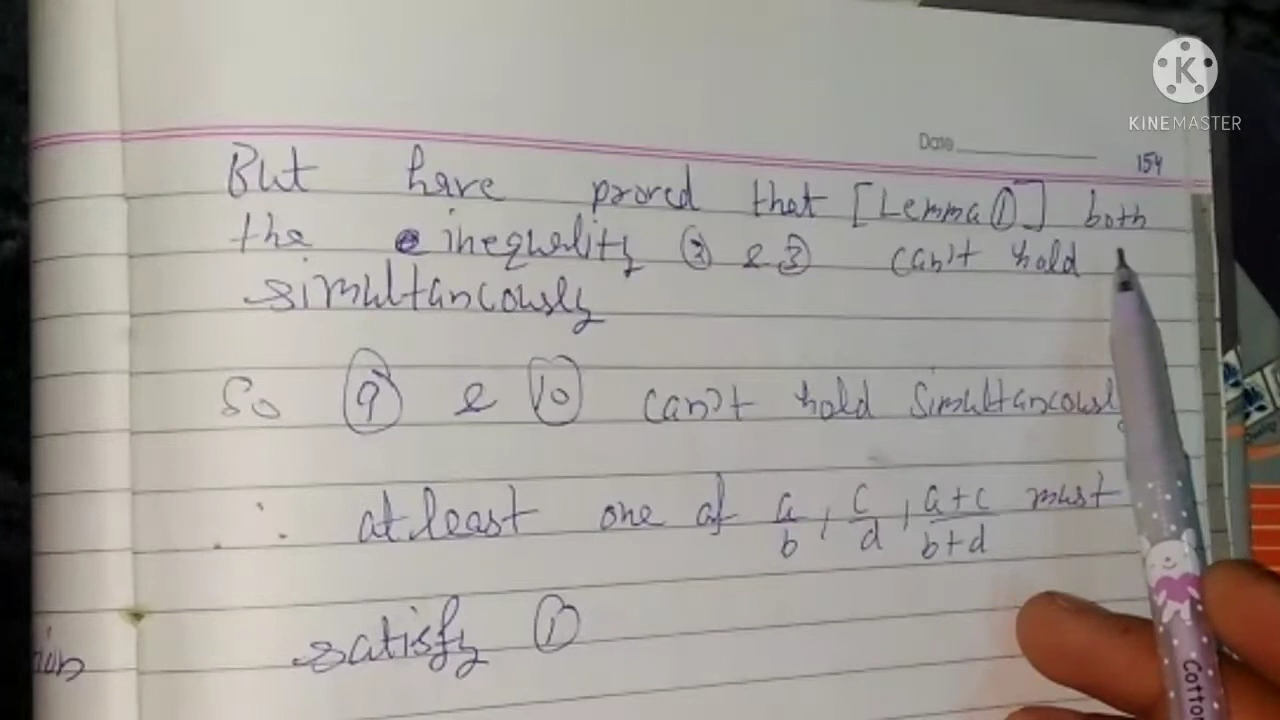 KINEMASTER
Date
154
But have proved that [Lemma ①] both
the inequality ② & ③ can't hold
simultaneously
So ⑨ & ⑩ can't hold simultaneously
∴ atleast one of a/b, c/d, a+c/b+d must
satisfy ①
Cotto